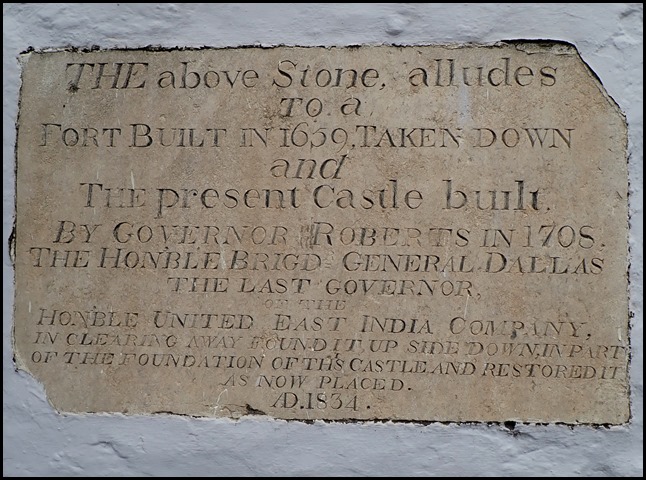 THE above Stone, alludes
TO a
FORT BUILT IN 1659, TAKEN DOWN
and
THE present Castle built.
BY GOVERNOR ROBERTS IN 1708.
THE HONBLE BRIGD GENERAL DALLAS
THE LAST GOVERNOR,
OF THE
HONBLE UNITED EAST INDIA COMPANY,
IN CLEARING AWAY FOUND IT UP SIDE DOWN, IN PART
OF THE FOUNDATION OF THIS CASTLE, AND RESTORED IT
AS NOW PLACED.
AD. 1834.